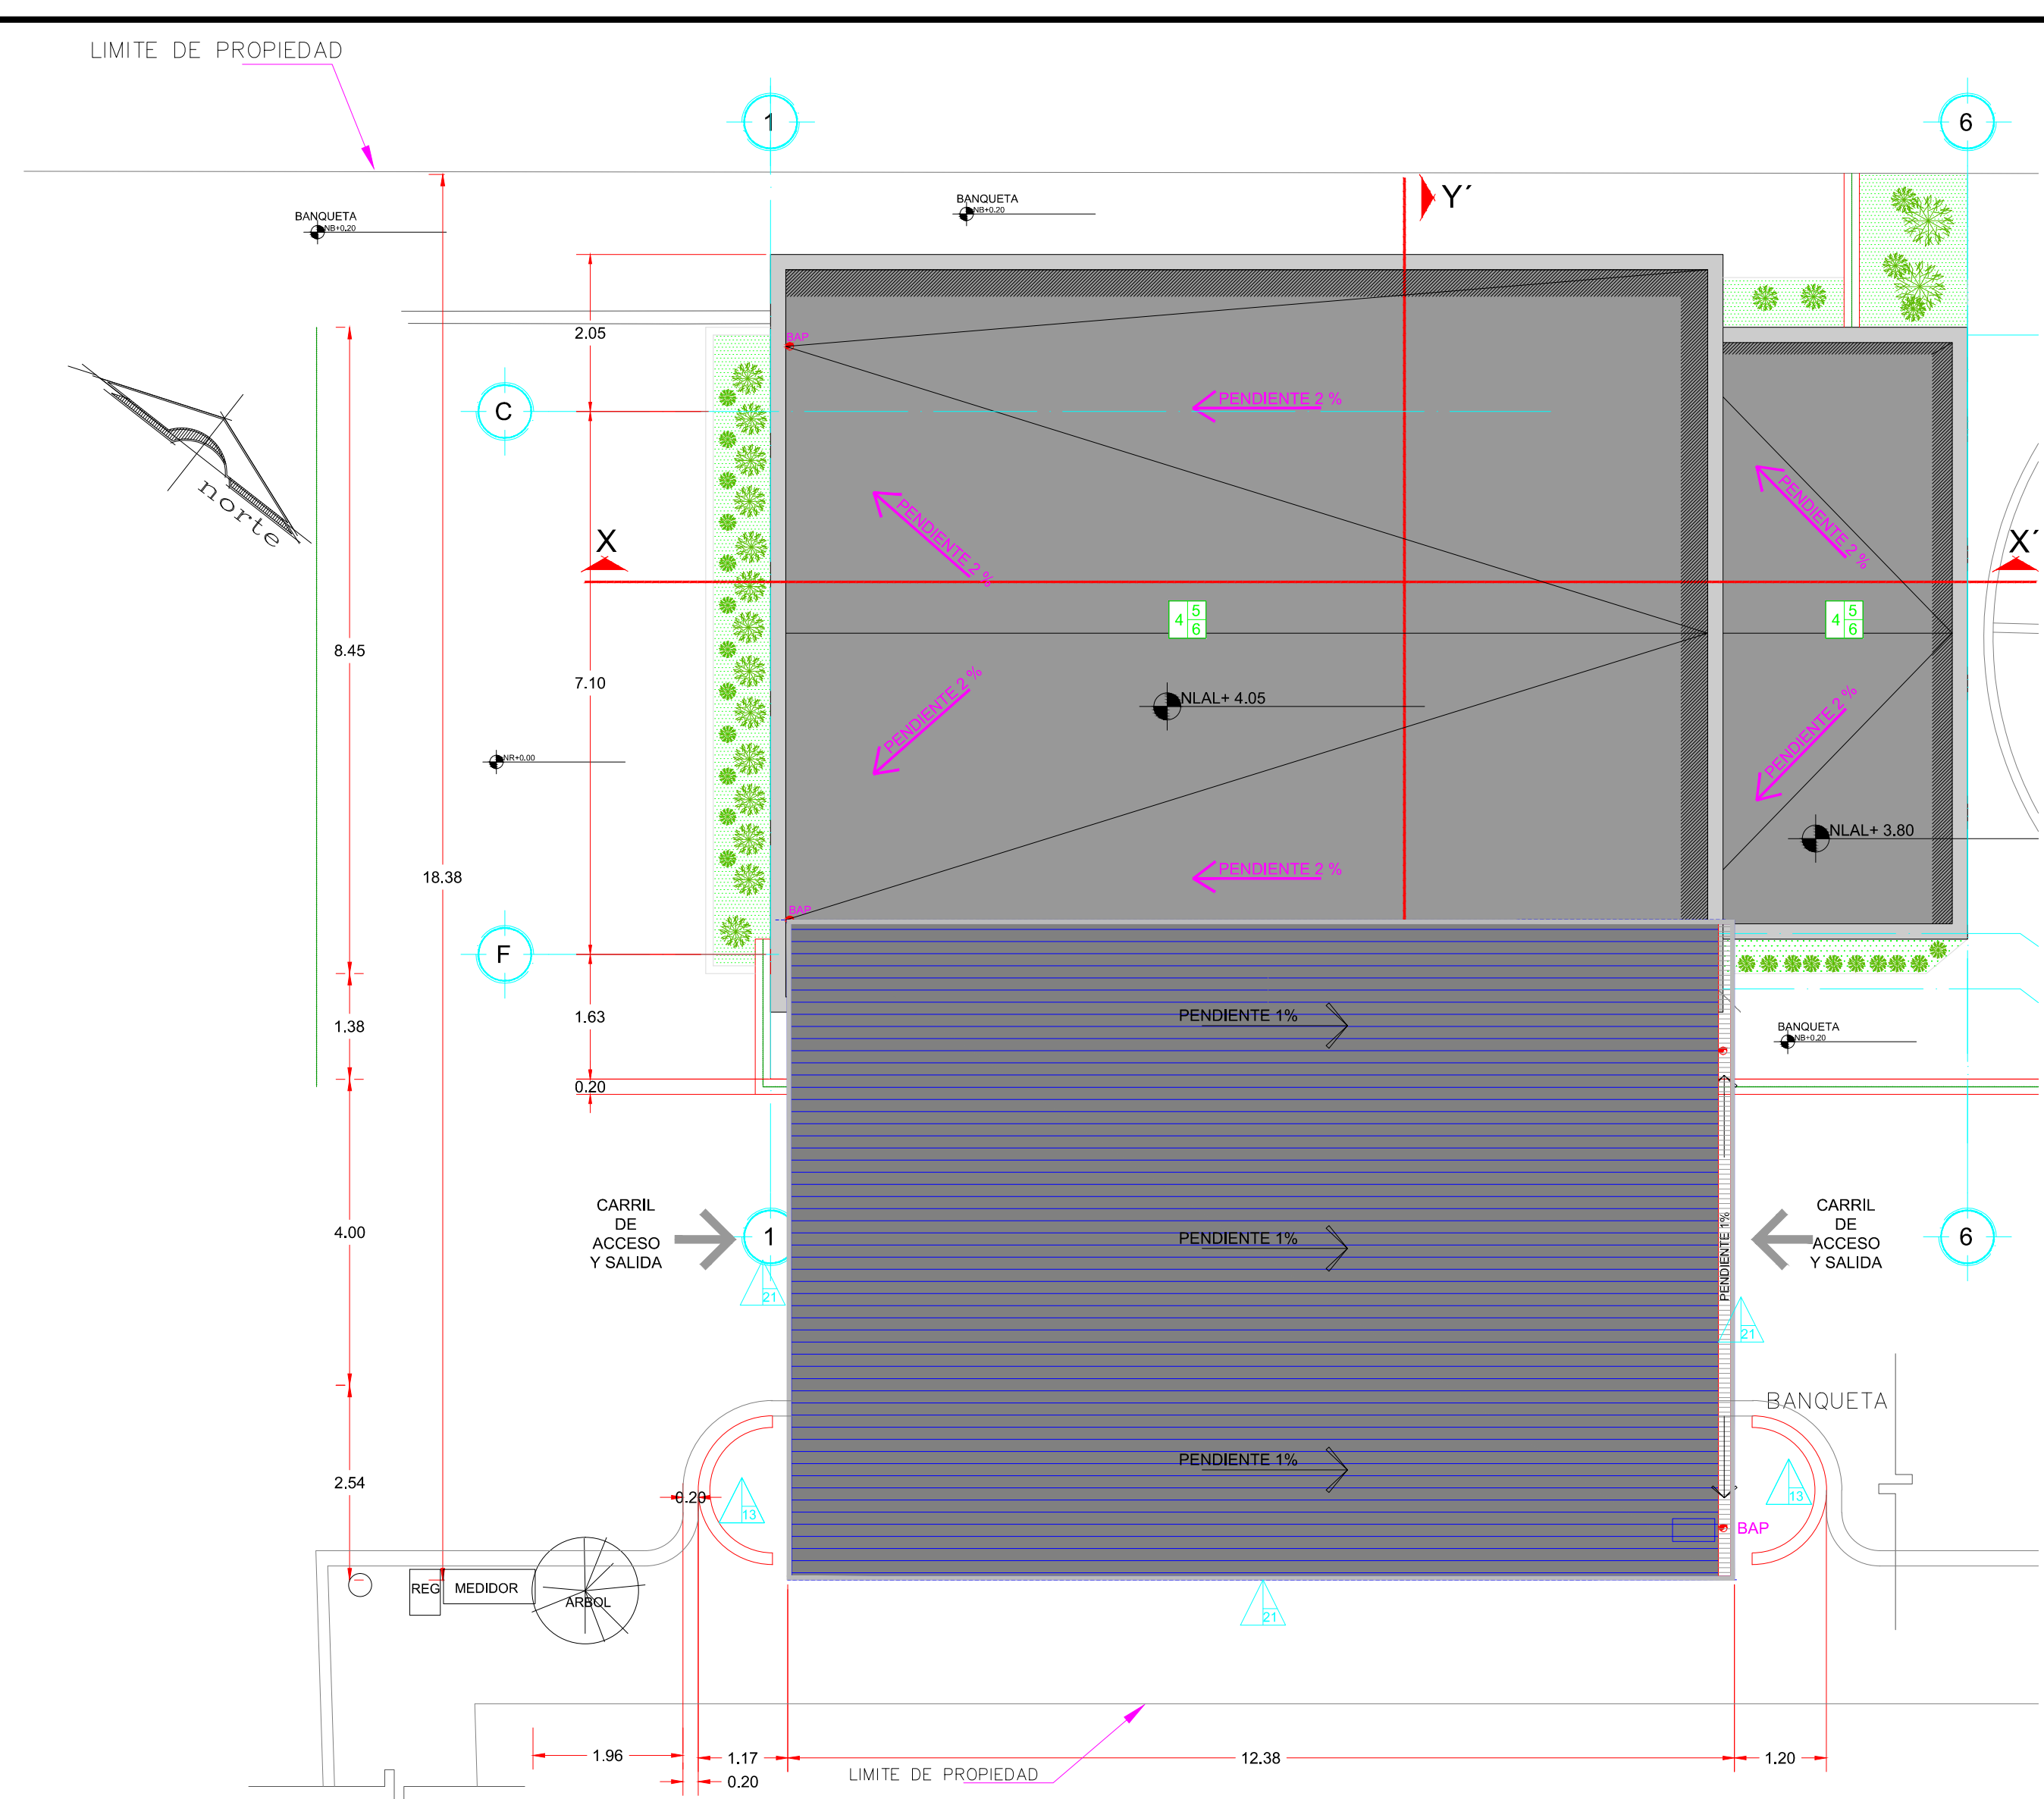 LIMITE DE PROPIEDAD
1
6
BANQUETA
NB+0.20
BANQUETA
NB+0.20
Y´
2.05
BAP
C
PENDIENTE 2 %
norte
PENDIENTE 2 %
PENDIENTE 2 %
X
X´
4
5
6
4
5
6
8.45
7.10
PENDIENTE 2 %
NLAL+ 4.05
PENDIENTE 2 %
NR+0.00
NLAL+ 3.80
18.38
PENDIENTE 2 %
BAP
F
1.63
PENDIENTE 1%
1.38
BANQUETA
NB+0.20
0.20
CARRIL
DE
ACCESO
Y SALIDA
4.00
1
PENDIENTE 1%
PENDIENTE 1%
CARRIL
DE
ACCESO
Y SALIDA
6
21
21
BANQUETA
PENDIENTE 1%
2.54
0.20
13
13
BAP
REG
MEDIDOR
ARBOL
21
1.96
1.17
12.38
1.20
0.20
LIMITE DE PROPIEDAD